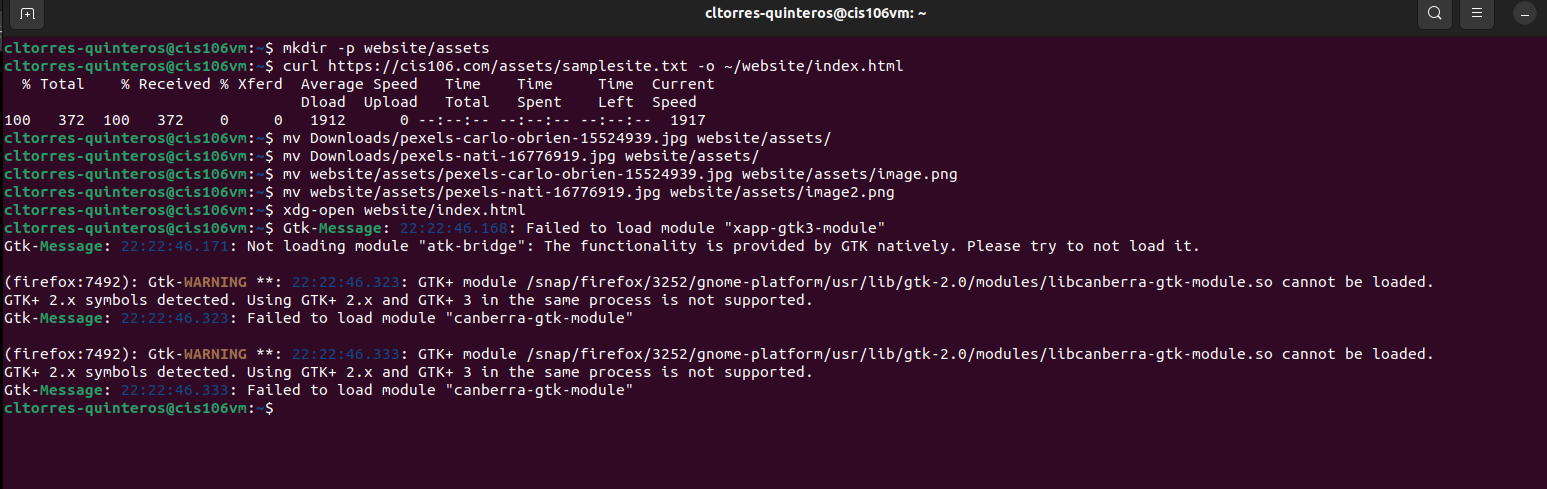 cltorres-quinteros@cis106vm: ~
cltorres-quinteros@cis106vm:~$ mkdir -p website/assets
cltorres-quinteros@cis106vm:~$ curl https://cis106.com/assets/samplesite.txt -o ~/website/index.html
  % Total    % Received % Xferd  Average Speed   Time    Time     Time  Current
                                 Dload  Upload   Total   Spent    Left  Speed
100   372  100   372    0     0   1912      0 --:--:-- --:--:-- --:--:--  1917
cltorres-quinteros@cis106vm:~$ mv Downloads/pexels-carlo-obrien-15524939.jpg website/assets/
cltorres-quinteros@cis106vm:~$ mv Downloads/pexels-nati-16776919.jpg website/assets/
cltorres-quinteros@cis106vm:~$ mv website/assets/pexels-carlo-obrien-15524939.jpg website/assets/image.png
cltorres-quinteros@cis106vm:~$ mv website/assets/pexels-nati-16776919.jpg website/assets/image2.png
cltorres-quinteros@cis106vm:~$ xdg-open website/index.html
cltorres-quinteros@cis106vm:~$ Gtk-Message: 22:22:46.168: Failed to load module "xapp-gtk3-module"
Gtk-Message: 22:22:46.171: Not loading module "atk-bridge": The functionality is provided by GTK natively. Please try to not load it.
(firefox:7492): Gtk-WARNING **: 22:22:46.323: GTK+ module /snap/firefox/3252/gnome-platform/usr/lib/gtk-2.0/modules/libcanberra-gtk-module.so cannot be loaded.
GTK+ 2.x symbols detected. Using GTK+ 2.x and GTK+ 3 in the same process is not supported.
Gtk-Message: 22:22:46.323: Failed to load module "canberra-gtk-module"
(firefox:7492): Gtk-WARNING **: 22:22:46.333: GTK+ module /snap/firefox/3252/gnome-platform/usr/lib/gtk-2.0/modules/libcanberra-gtk-module.so cannot be loaded.
GTK+ 2.x symbols detected. Using GTK+ 2.x and GTK+ 3 in the same process is not supported.
Gtk-Message: 22:22:46.333: Failed to load module "canberra-gtk-module"
cltorres-quinteros@cis106vm:~$